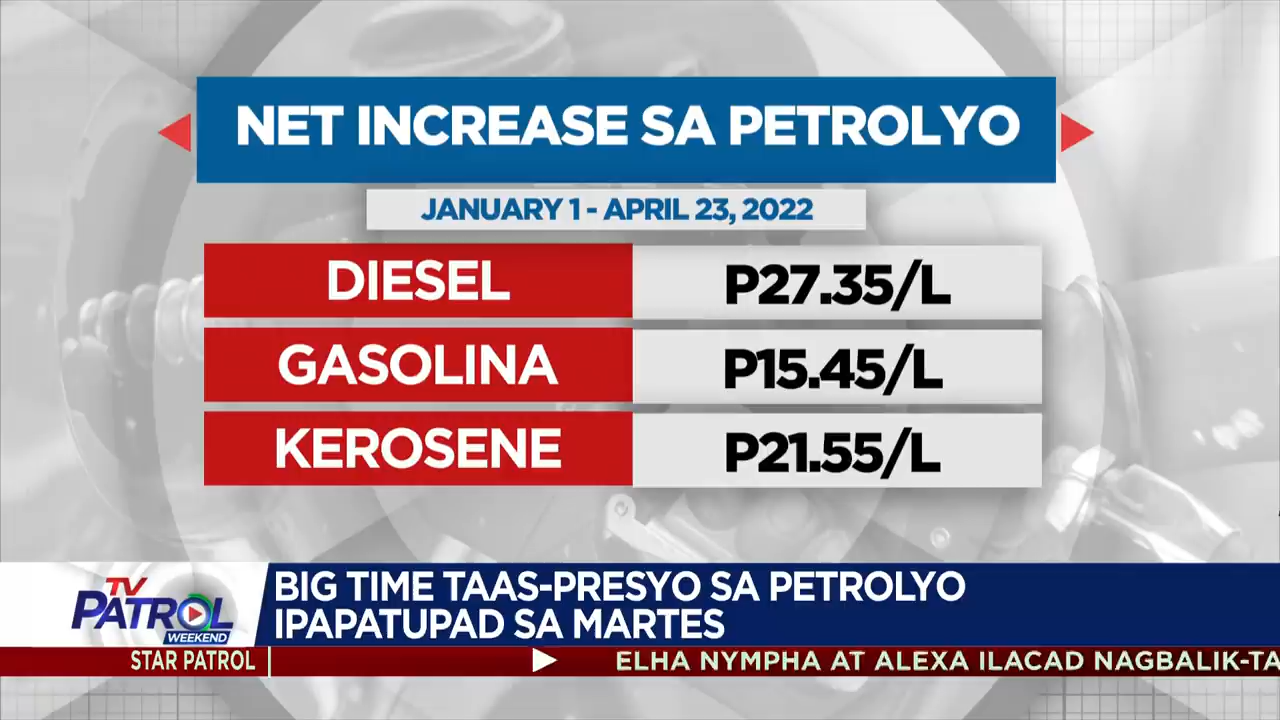 NET INCREASE SA PETROLYO
JANUARY 1 - APRIL 23, 2022
DIESEL P27.35/L
GASOLINA P15.45/L
KEROSENE P21.55/L
TV PATROL WEEKEND
BIG TIME TAAS-PRESYO SA PETROLYO
IPAPATUPAD SA MARTES
STAR PATROL ELHA NYMPHA AT ALEXA ILACAD NAGBALIK-TA